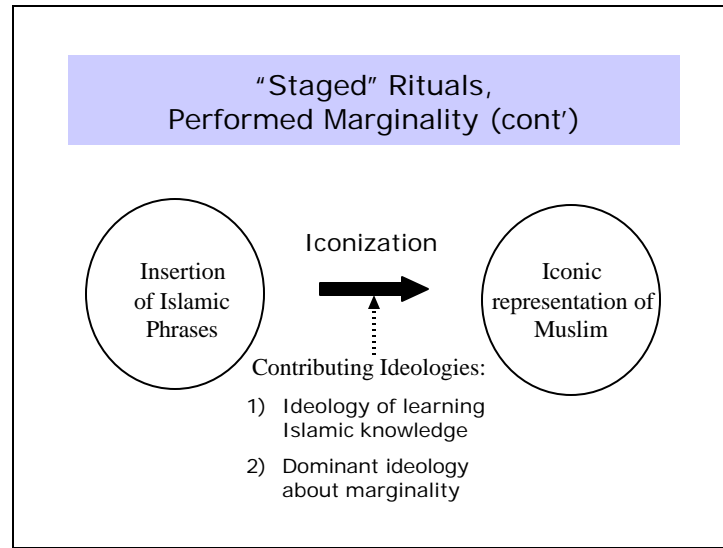 “Staged” Rituals,
Performed Marginality (cont’)
Iconization
Insertion
of Islamic
Phrases
Iconic
representation of
Muslim
Contributing Ideologies:
1) Ideology of learning
Islamic knowledge
2) Dominant ideology
about marginality